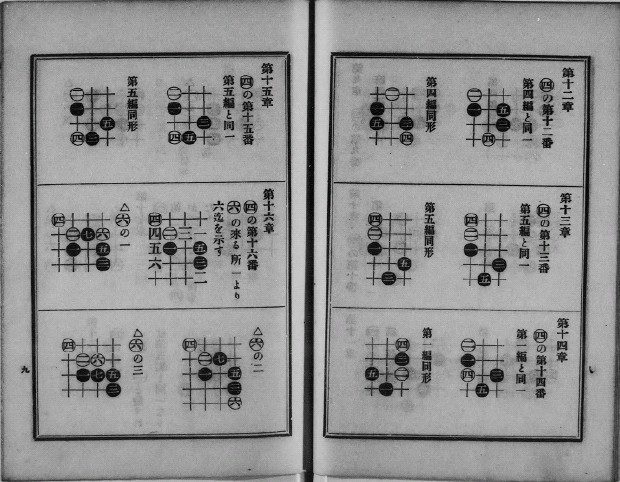 第十二章
㊃の第十二番
第四編と同一
第四編同形
第十三章
㊃の第十三番
第五編と同一
第五編同形
第十四章
㊃の第十四番
第一編と同一
第一編同形
第十五章
㊃の第十五番
第五編と同一
第五編同形
第十六章
㊃の第十六番
㊅の来る所一より
六迄を示す
△㊅の一
△㊅の二
△㊅の三
九